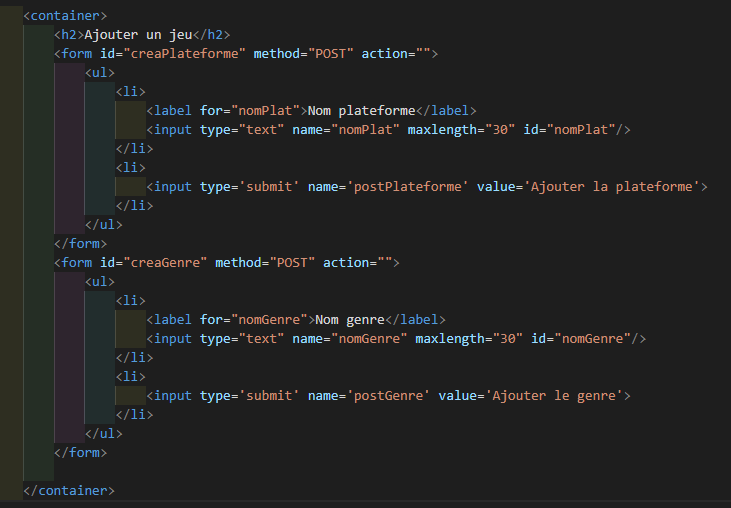 <container>
<h2>Ajouter un jeu</h2>
<form id="creaPlateforme" method="POST" action="">
<ul>
<li>
<label for="nomPlat">Nom plateforme</label>
<input type="text" name="nomPlat" maxlength="30" id="nomPlat"/>
</li>
<li>
<input type='submit' name='postPlateforme' value='Ajouter la plateforme'>
</li>
</ul>
</form>
<form id="creaGenre" method="POST" action="">
<ul>
<li>
<label for="nomGenre">Nom genre</label>
<input type="text" name="nomGenre" maxlength="30" id="nomGenre"/>
</li>
<li>
<input type='submit' name='postGenre' value='Ajouter le genre'>
</li>
</ul>
</form>
</container>